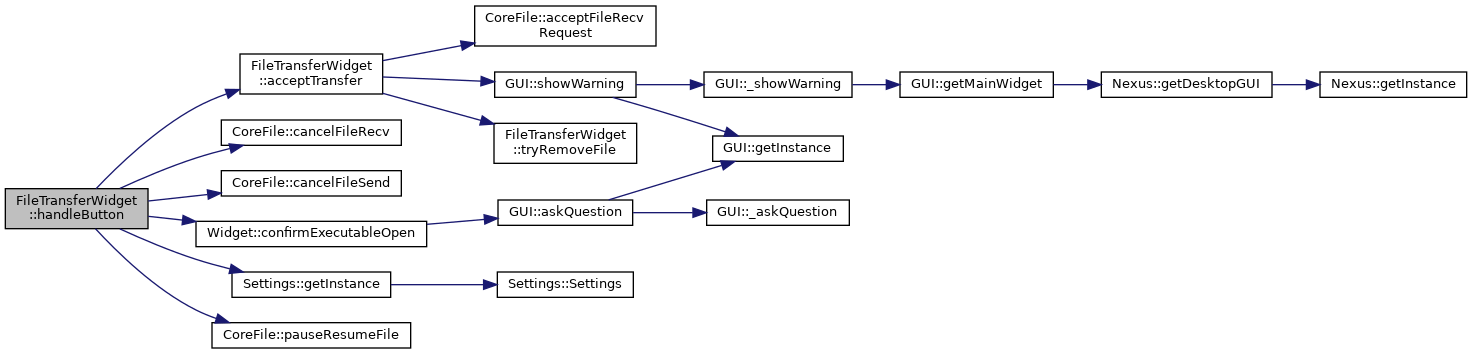 FileTransferWidget
::handleButton
FileTransferWidget
::acceptTransfer
CoreFile::cancelFileRecv
CoreFile::cancelFileSend
Widget::confirmExecutableOpen
Settings::getInstance
CoreFile::pauseResumeFile
CoreFile::acceptFileRecv
Request
GUI::showWarning
FileTransferWidget
::tryRemoveFile
GUI::askQuestion
Settings::Settings
GUI::_showWarning
GUI::getInstance
GUI::_askQuestion
GUI::getMainWidget
Nexus::getDesktopGUI
Nexus::getInstance